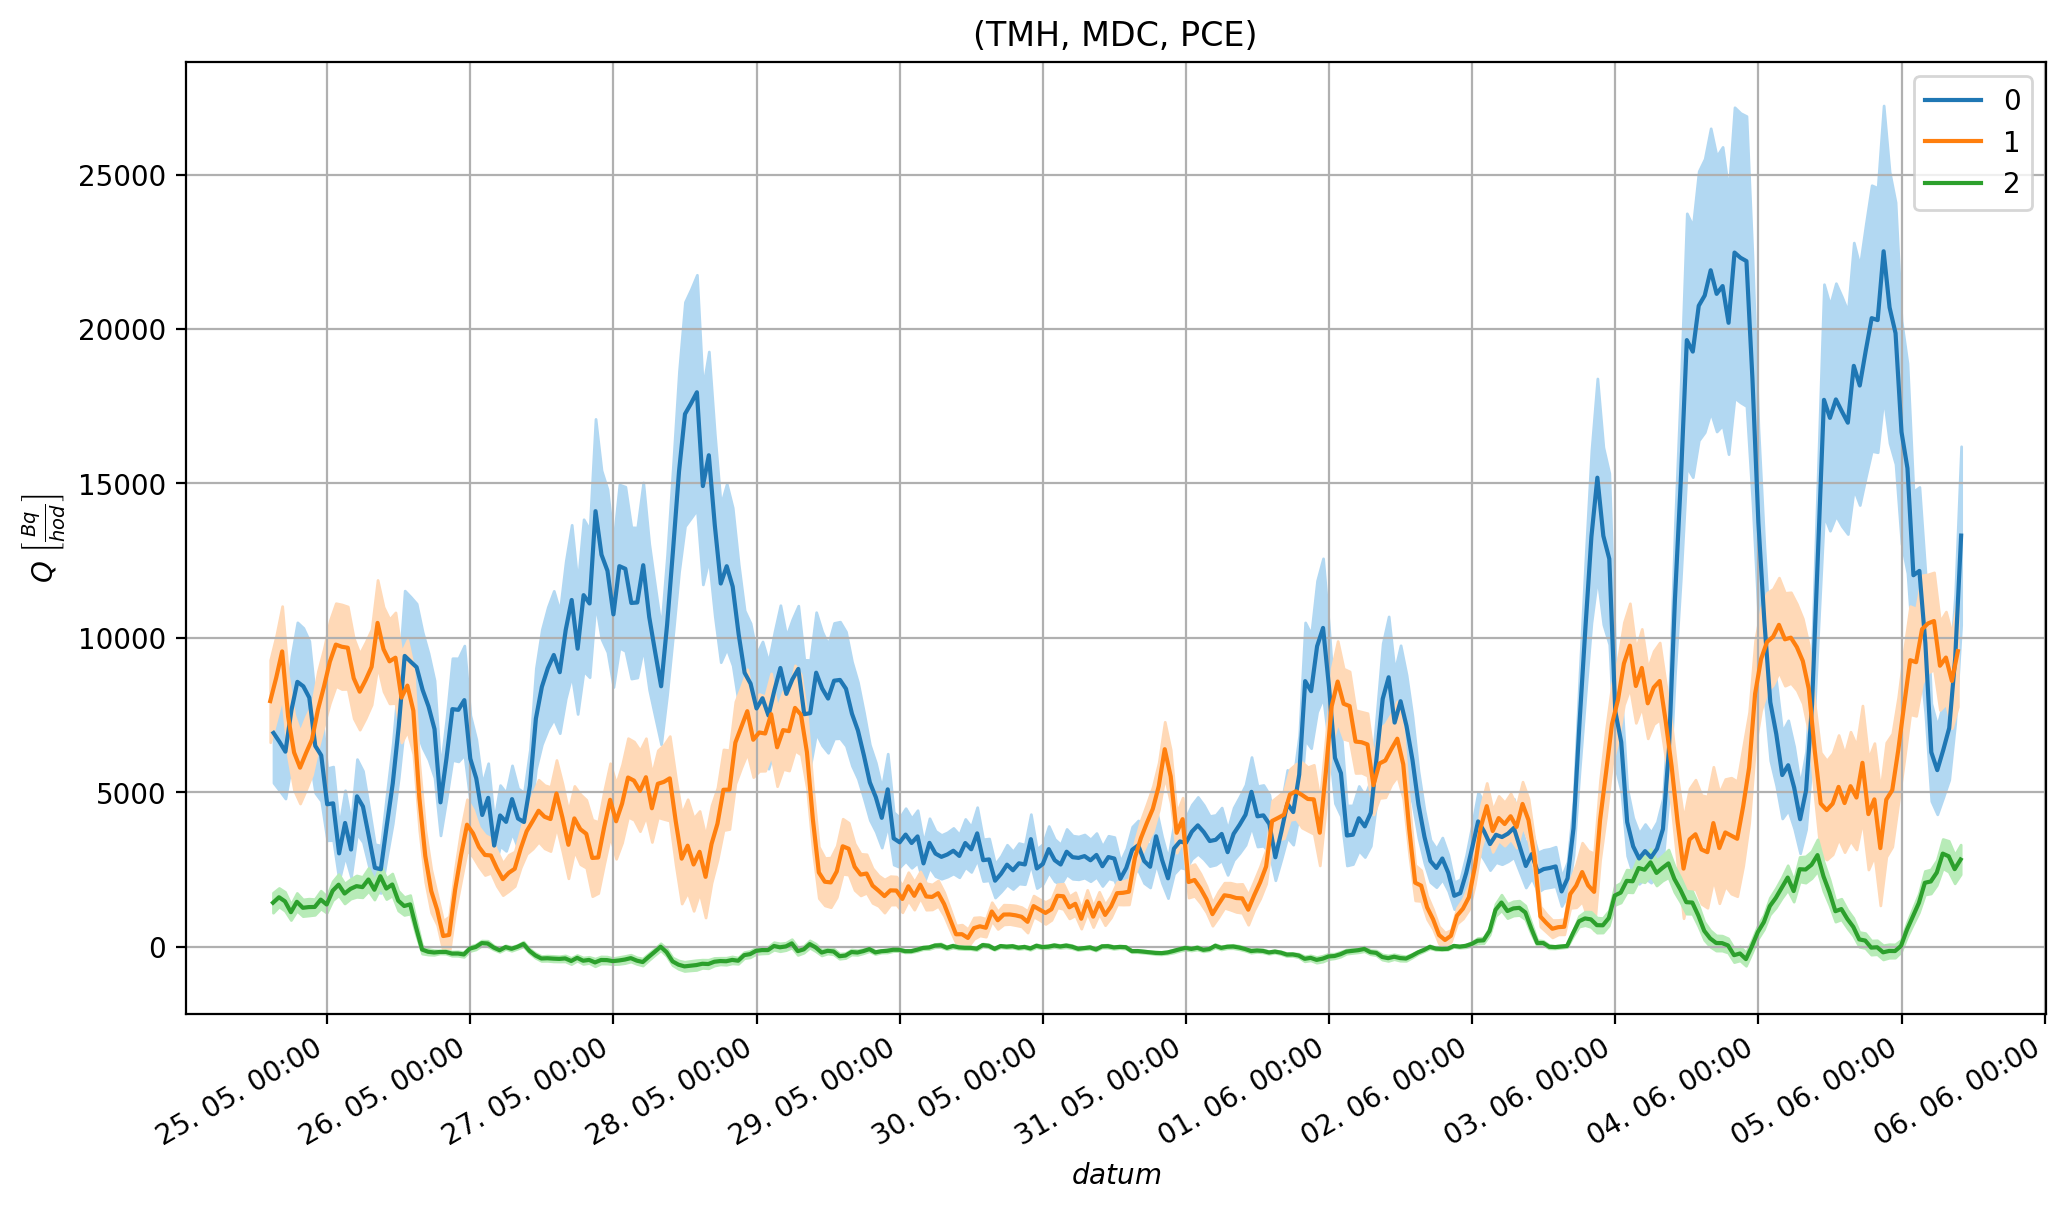 (TMH, MDC, PCE)
0
1
2
25000
20000
15000
10000
5000
0
Q [Bq/hod]
25. 05. 00:00
26. 05. 00:00
27. 05. 00:00
28. 05. 00:00
29. 05. 00:00
30. 05. 00:00
31. 05. 00:00
01. 06. 00:00
02. 06. 00:00
03. 06. 00:00
04. 06. 00:00
05. 06. 00:00
06. 06. 00:00
datum